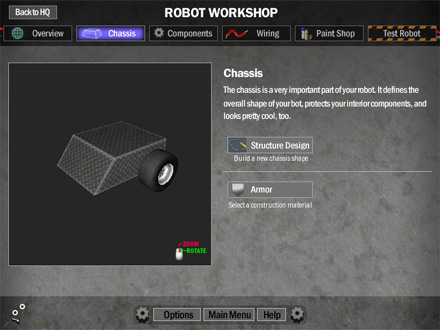 Back to HQ
ROBOT WORKSHOP
Overview
Chassis
Components
Wiring
Paint Shop
Test Robot
Chassis
The chassis is a very important part of your robot. It defines the
overall shape of your bot, protects your interior components, and
looks pretty cool, too.
Structure Design
Build a new chassis shape
Armor
Select a construction material
-ZOOM
-ROTATE
Options
Main Menu
Help